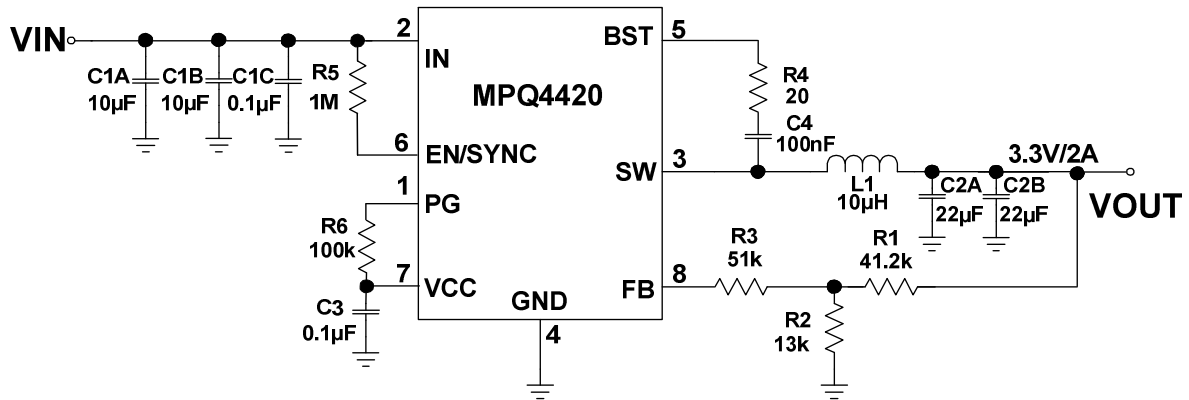 VIN
C1A
10µF
C1B
10µF
C1C
0.1µF
R5
1M
2
IN
MPQ4420
BST
5
R4
20
C4
100nF
6
EN/SYNC
1
PG
R6
100k
7
VCC
C3
0.1µF
GND
4
SW
3
L1
10µH
C2A
22µF
C2B
22µF
3.3V/2A
VOUT
FB
8
R3
51k
R1
41.2k
R2
13k